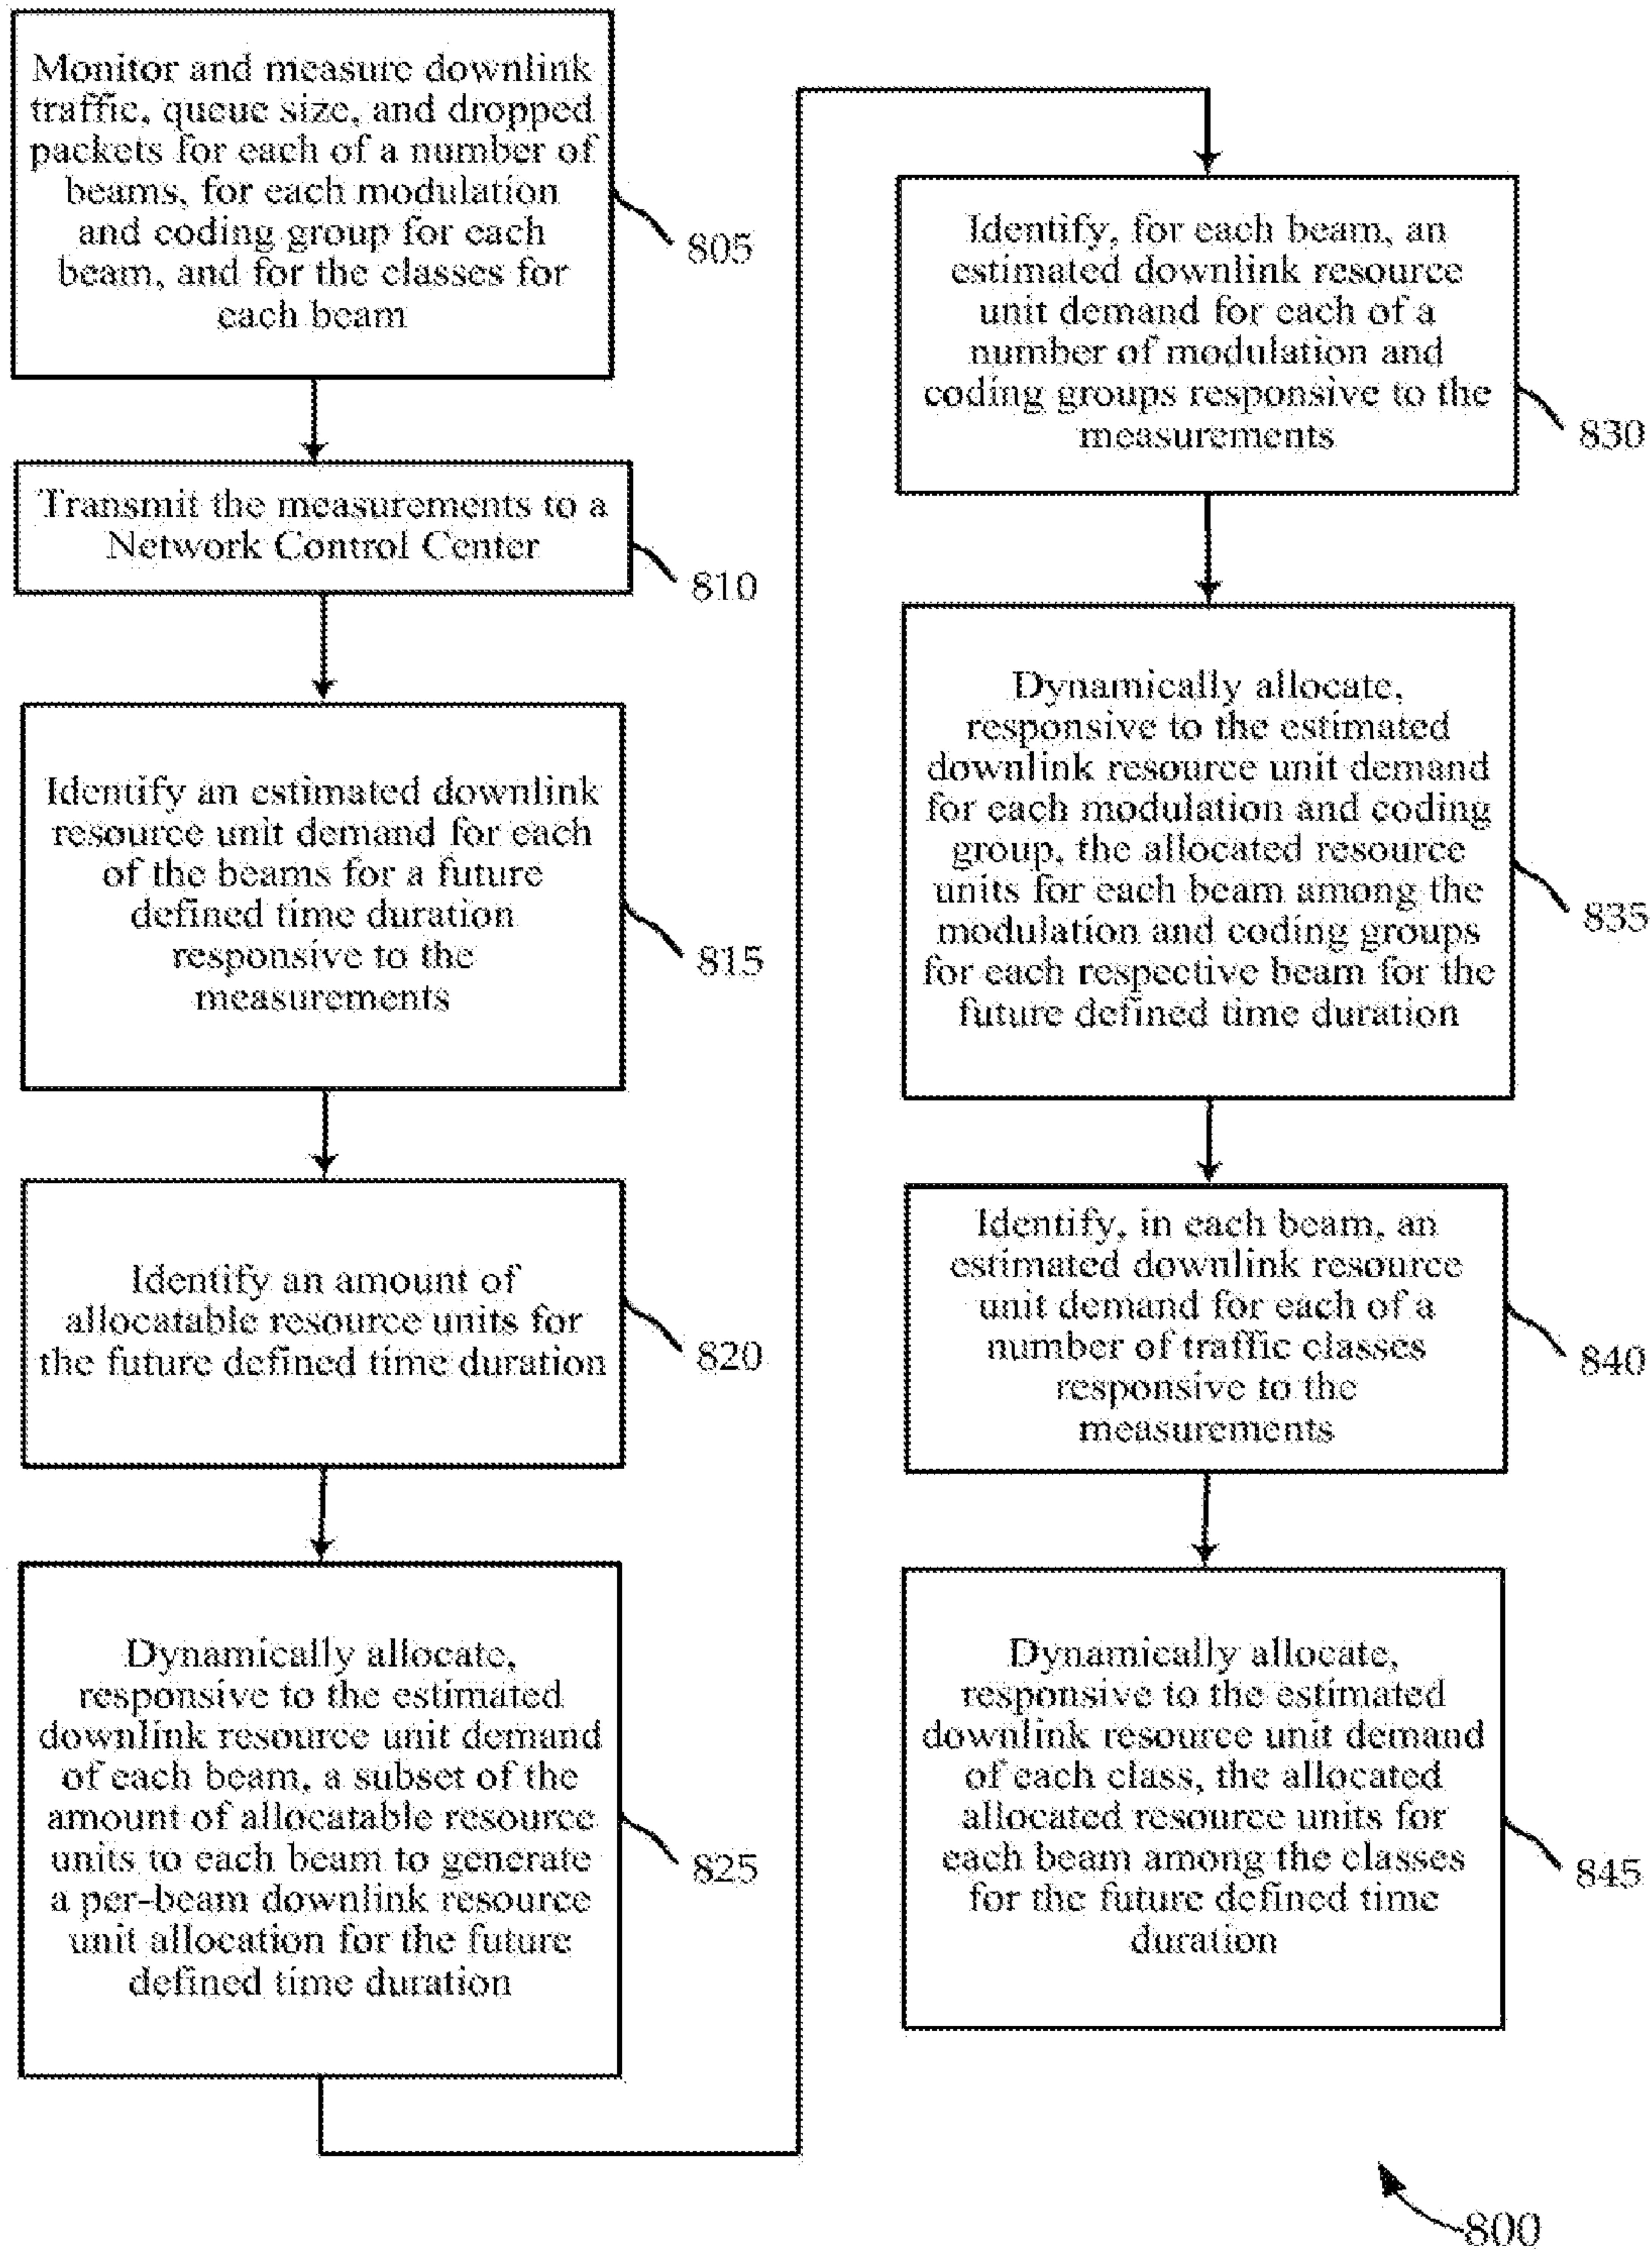 Monitor and measure downlink
traffic, queue size, and dropped
packets for each of a number of
beams, for each modulation
and coding group for each
beam, and for the classes for
each beam
805
Transmit the measurements to a
Network Control Center
810
Identify an estimated downlink
resource unit demand for each
of the beams for a future
defined time duration
responsive to the
measurements
815
Identify an amount of
allocatable resource units for
the future defined time duration
820
Dynamically allocate,
responsive to the estimated
downlink resource unit demand
of each beam, a subset of the
amount of allocatable resource
units to each beam to generate
a per-beam downlink resource
unit allocation for the future
defined time duration
825
Identify, for each beam, an
estimated downlink resource
unit demand for each of a
number of modulation and
coding groups responsive to the
measurements
830
Dynamically allocate,
responsive to the estimated
downlink resource unit demand
for each modulation and coding
group, the allocated resource
units for each beam among the
modulation and coding groups
for each respective beam for the
future defined time duration
835
Identify, in each beam, an
estimated downlink resource
unit demand for each of a
number of traffic classes
responsive to the
measurements
840
Dynamically allocate,
responsive to the estimated
downlink resource unit demand
of each class, the allocated
allocated resource units for
each beam among the classes
for the future defined time
duration
845
800